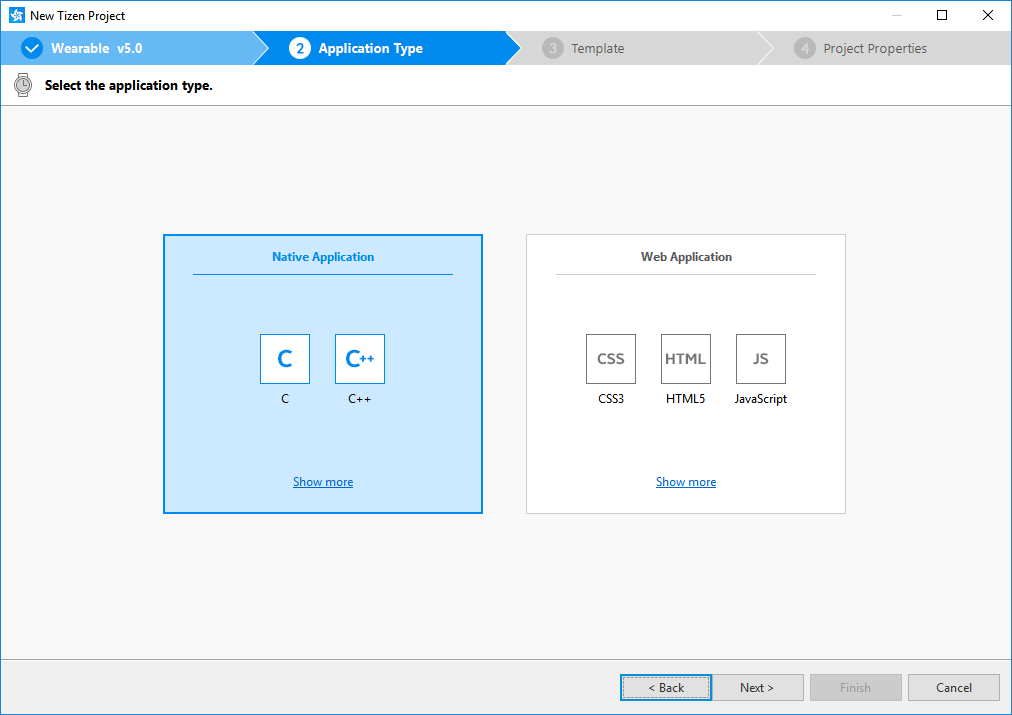 New Tizen Project
Wearable v5.0
2 Application Type
3 Template
4 Project Properties
Select the application type.
Native Application
C
C++
C
C++
Show more
Web Application
CSS
HTML
JS
CSS3
HTML5
JavaScript
Show more
< Back
Next >
Finish
Cancel